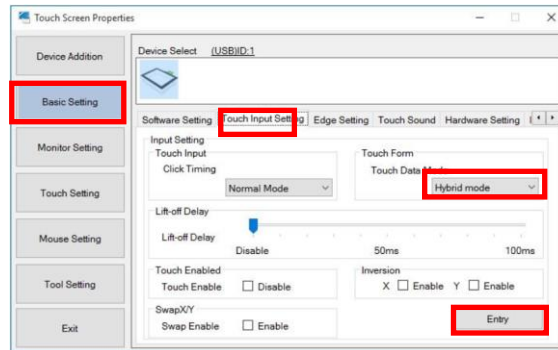 Touch Screen Properties
Device Addition
Basic Setting
Monitor Setting
Touch Setting
Mouse Setting
Tool Setting
Exit
Device Select (USB)ID:1
Software Setting Touch Input Setting Edge Setting Touch Sound Hardware Setting
Input Setting
Touch Input
Click Timing
Normal Mode
Touch Form
Touch Data Mode
Hybrid mode
Lift-off Delay
Lift-off Delay
Disable 50ms 100ms
Touch Enabled
Touch Enable Disable
Inversion
X Enable Y Enable
SwapX/Y
Swap Enable Enable
Entry